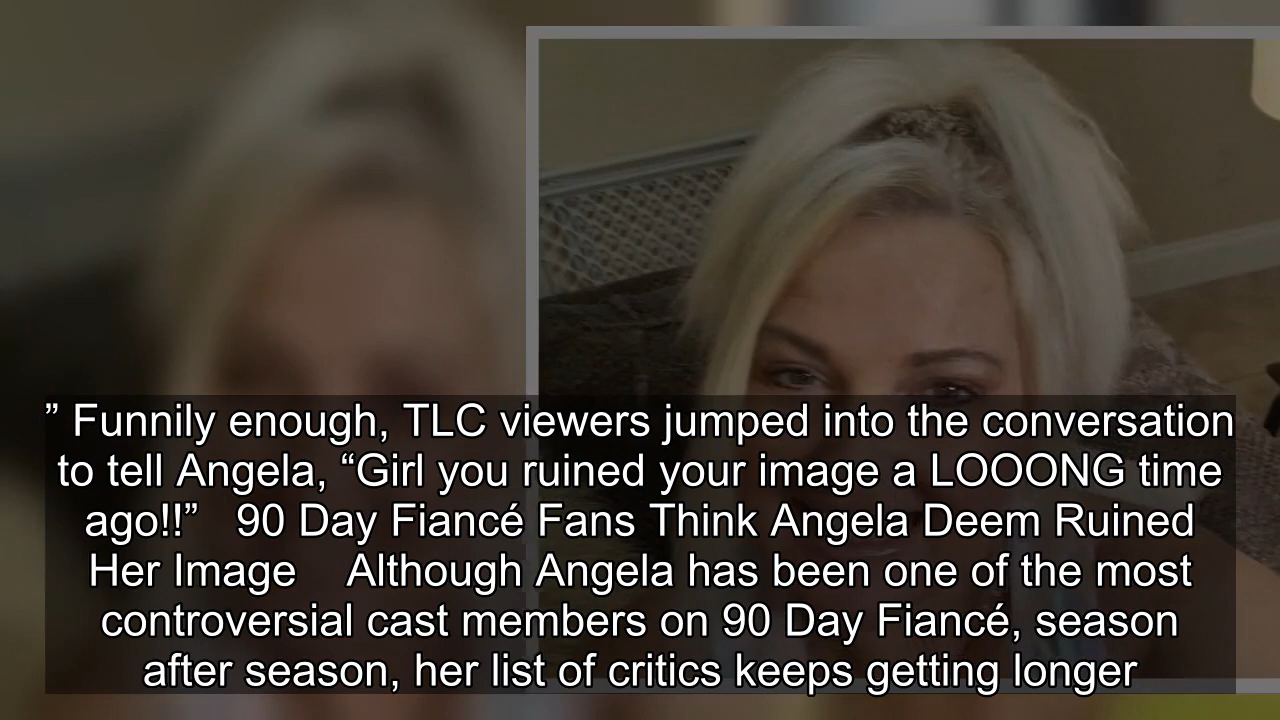 ” Funnily enough, TLC viewers jumped into the conversation
to tell Angela, “Girl you ruined your image a LOOONG time
ago!!” 90 Day Fiancé Fans Think Angela Deem Ruined
Her Image Although Angela has been one of the most
controversial cast members on 90 Day Fiancé, season
after season, her list of critics keeps getting longer